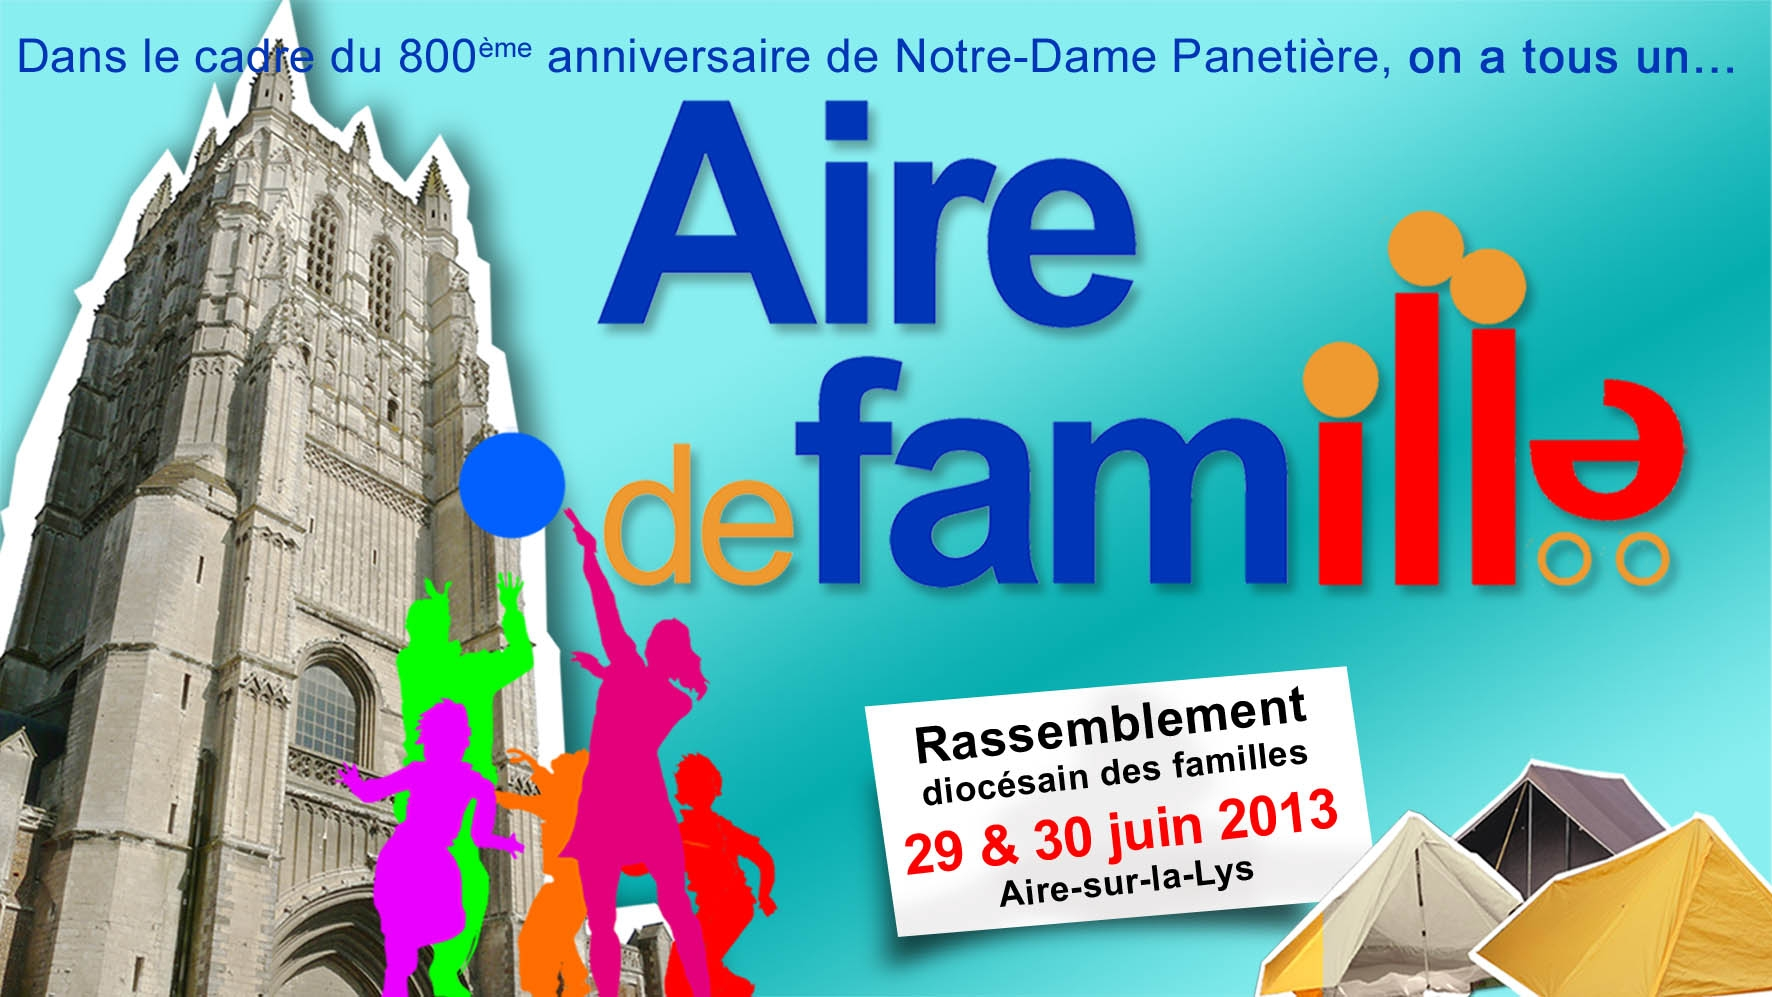 Dans le cadre du 800ème anniversaire de Notre-Dame Panetière, on a tous un...
Aire
de famille
Rassemblement
diocésain des familles
29 & 30 juin 2013
Aire-sur-la-Lys